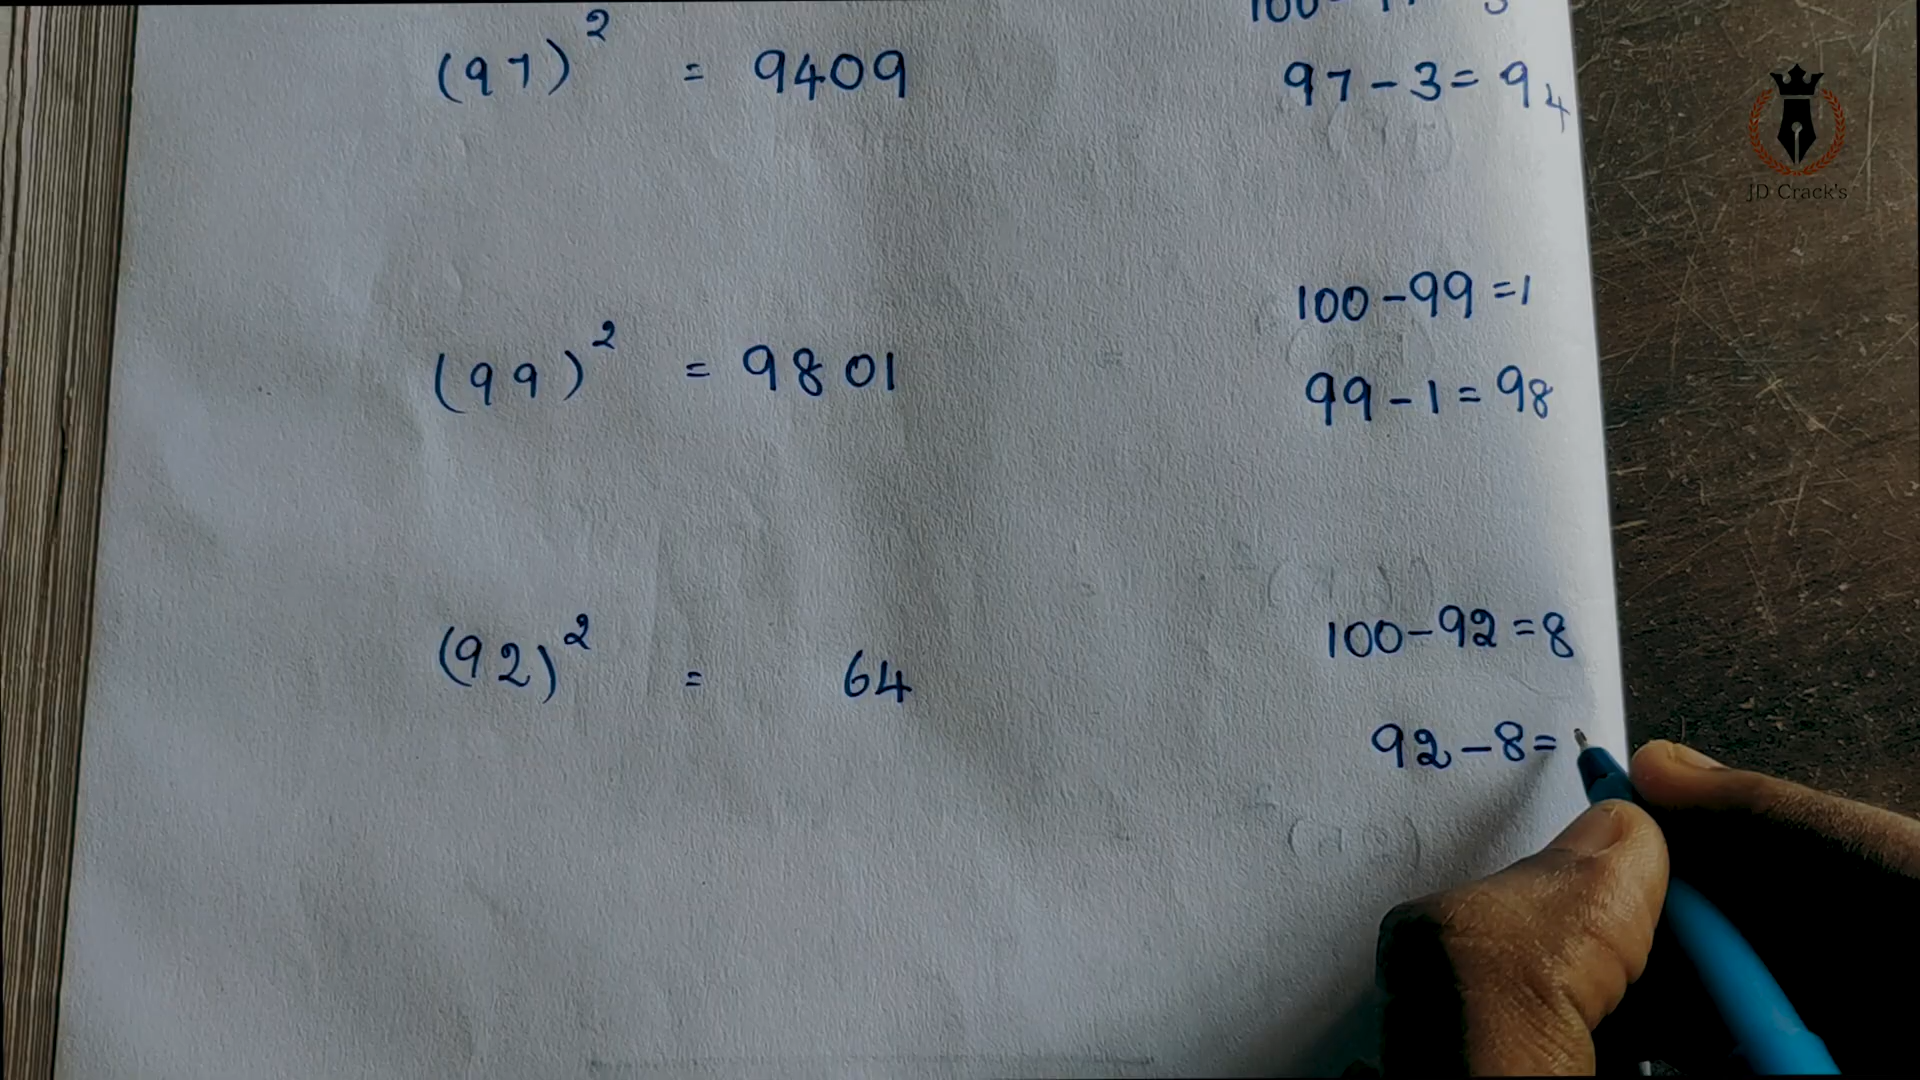 (97)² = 9409
97 - 3 = 94
JD Crack's
100 - 99 = 1
(99)² = 9801
99 - 1 = 98
100 - 92 = 8
(92)² = 64
92 - 8 =